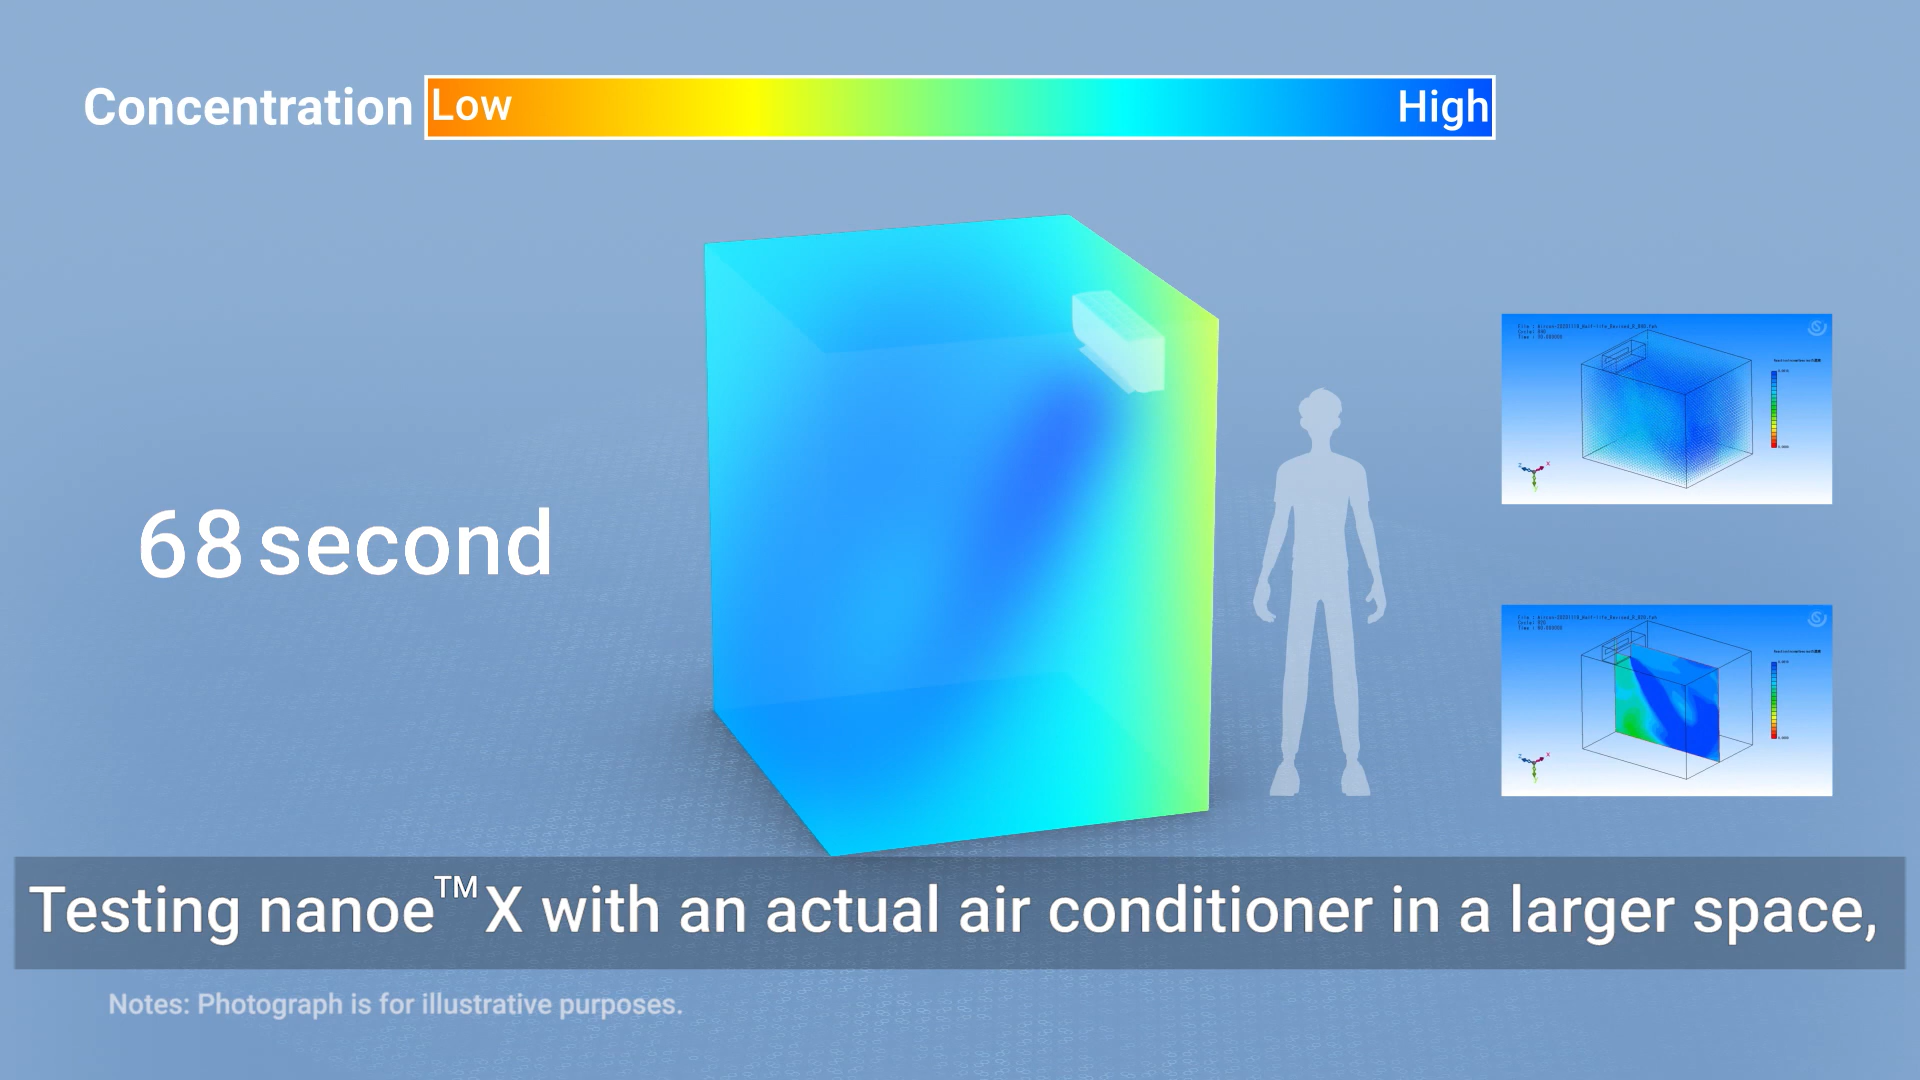 Concentration Low High
68 second
Testing nanoe™X with an actual air conditioner in a larger space,
Notes: Photograph is for illustrative purposes.